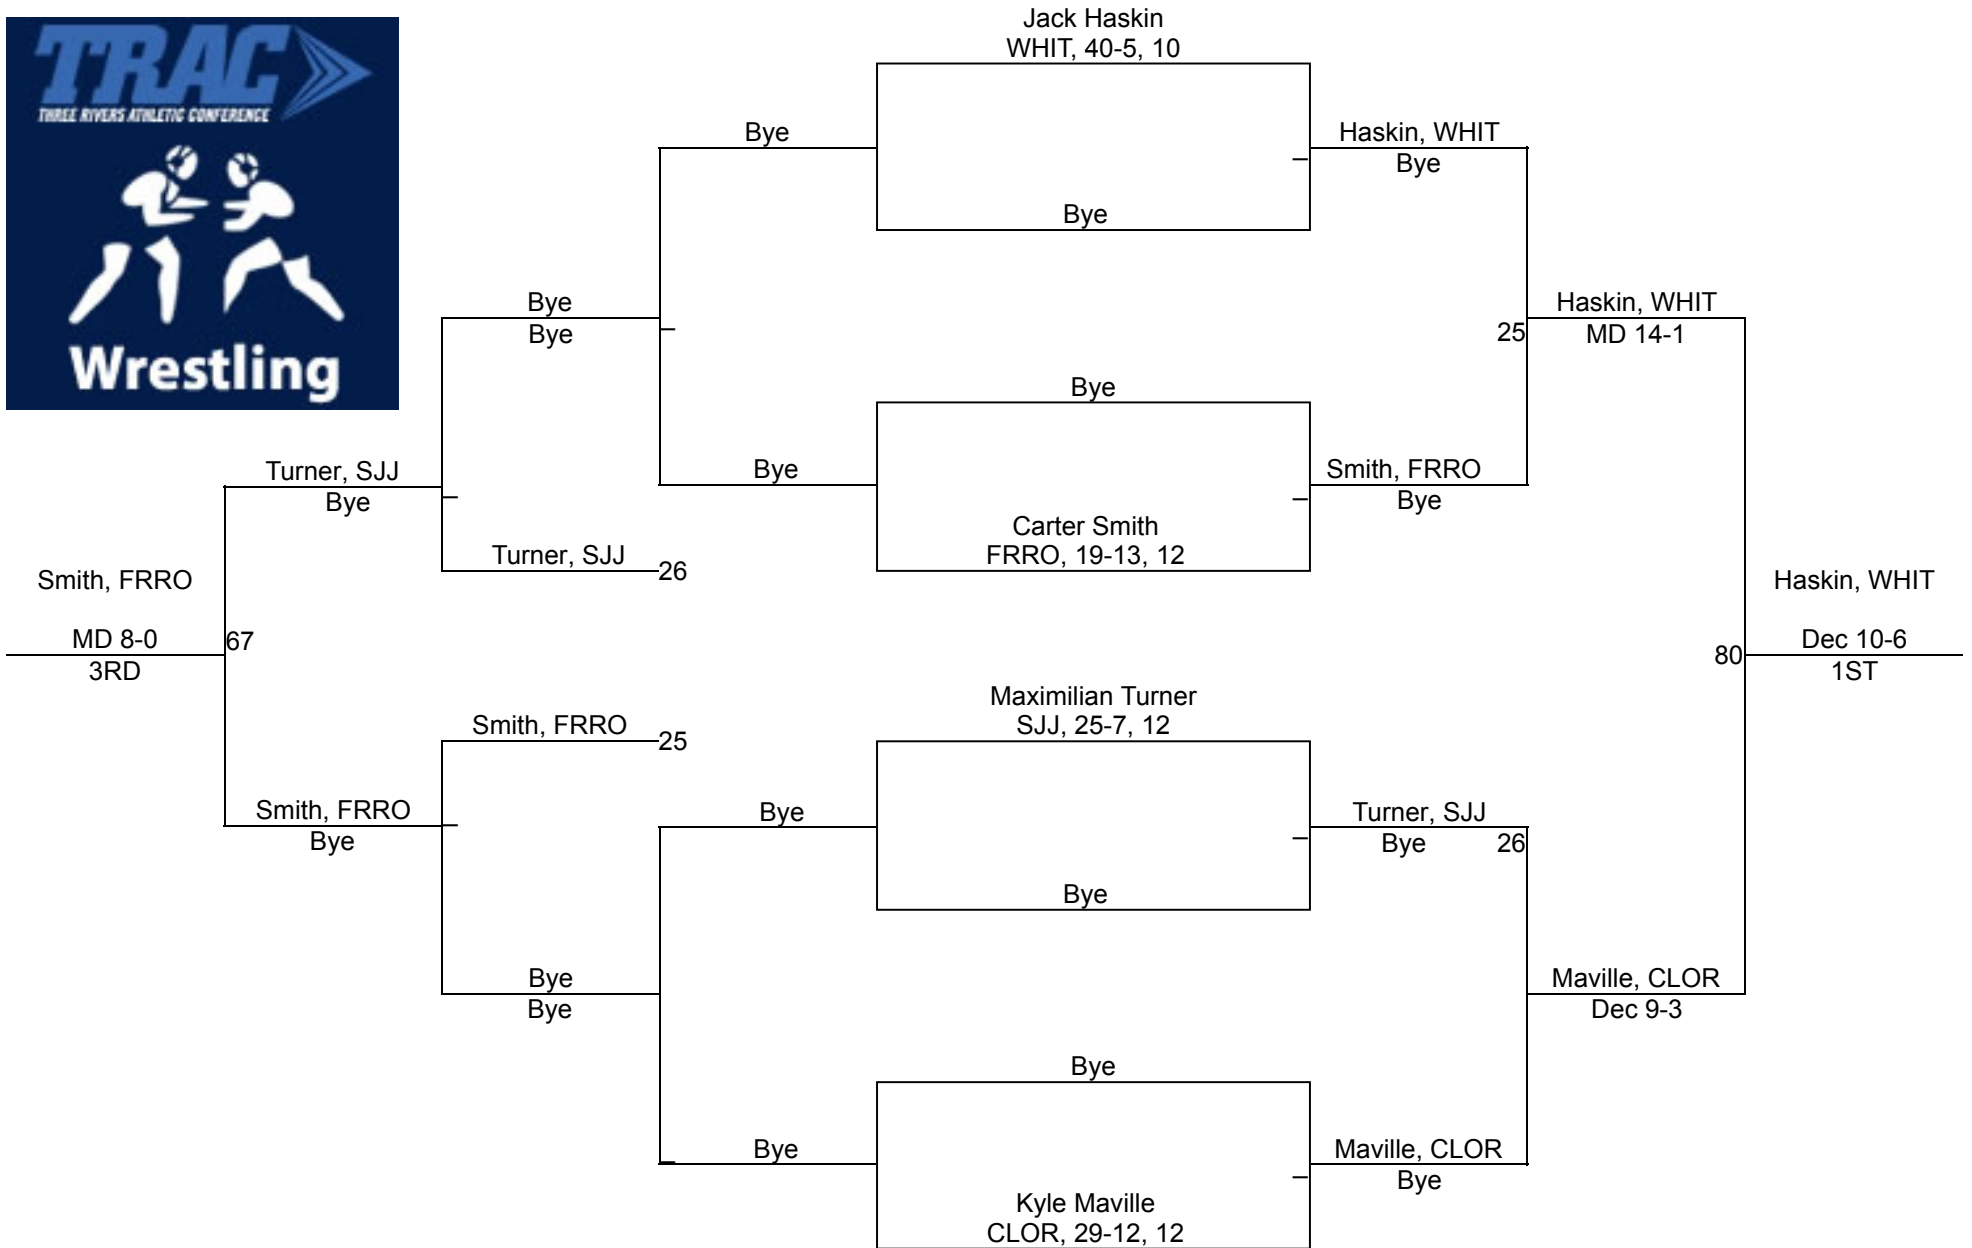 TRAC
THREE RIVERS ATHLETIC CONFERENCE
Wrestling
Jack Haskin
WHIT, 40-5, 10
Bye
Haskin, WHIT
Bye
Bye
Bye
Bye
Haskin, WHIT
25
MD 14-1
Bye
Turner, SJJ
Bye
Bye
Smith, FRRO
Bye
Carter Smith
FRRO, 19-13, 12
Turner, SJJ
26
Smith, FRRO
MD 8-0
67
3RD
Haskin, WHIT
Dec 10-6
80
1ST
Maximilian Turner
SJJ, 25-7, 12
Smith, FRRO
25
Smith, FRRO
Bye
Bye
Turner, SJJ
Bye
26
Bye
Bye
Bye
Maville, CLOR
Dec 9-3
Bye
Bye
Maville, CLOR
Bye
Kyle Maville
CLOR, 29-12, 12